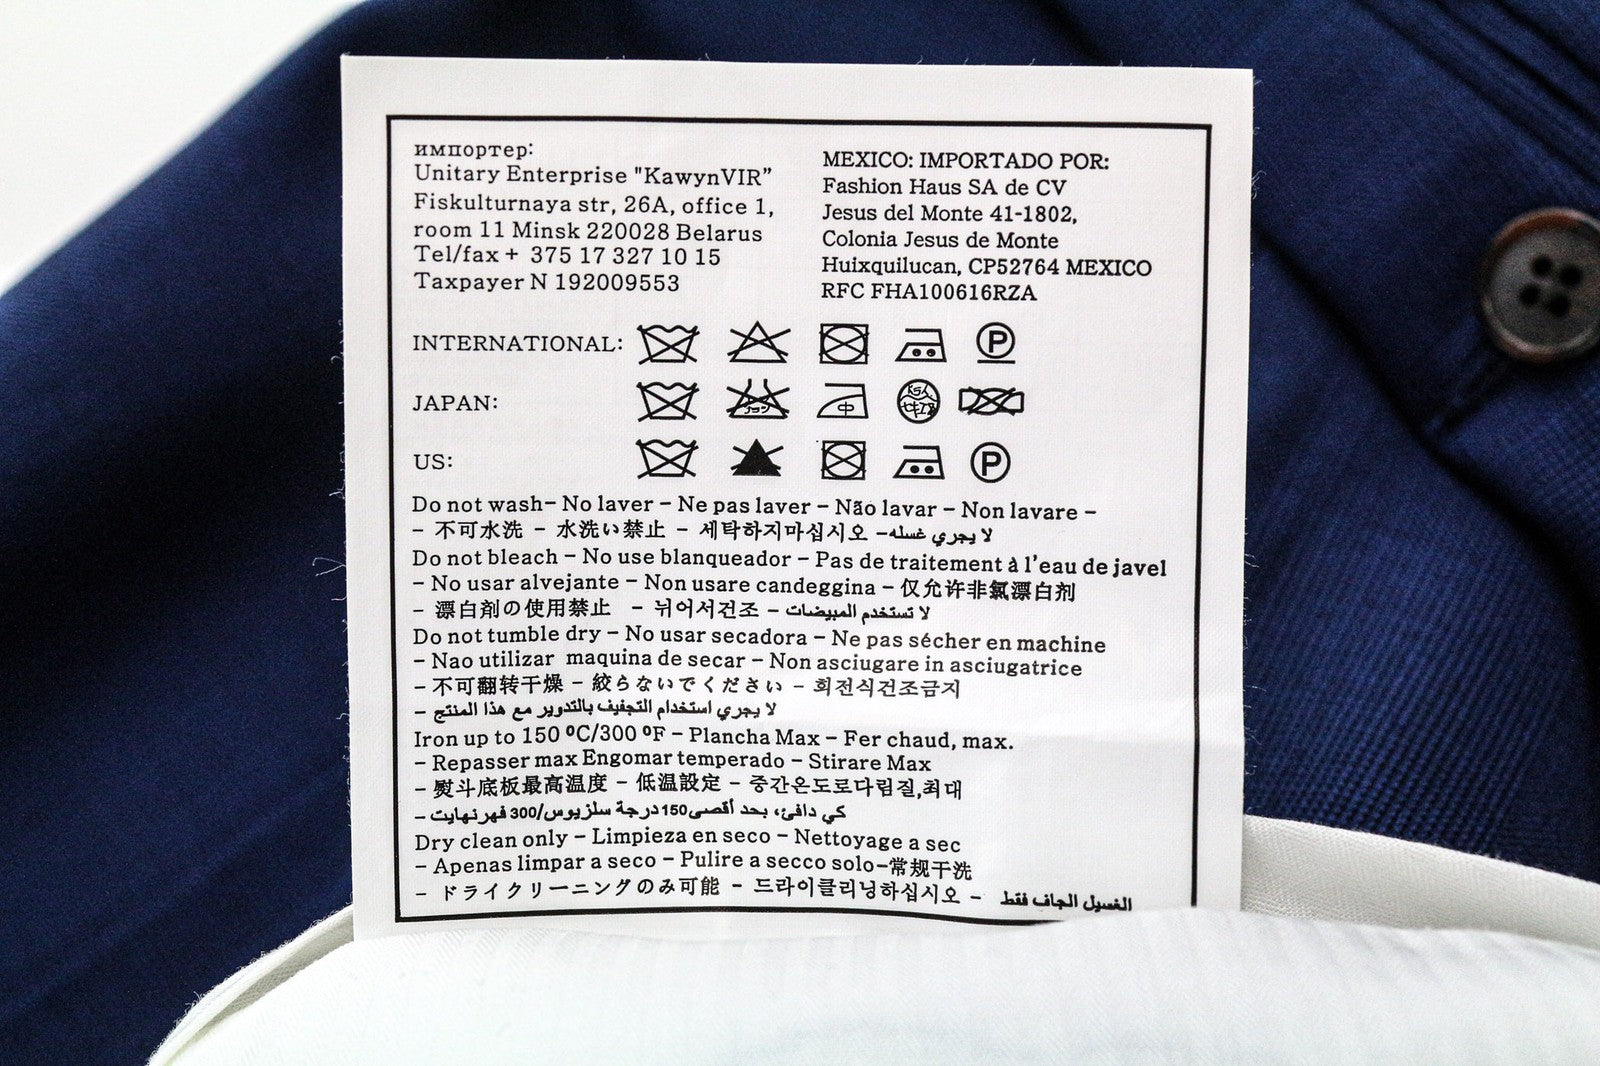 импортер:
Unitary Enterprise "KawynVIR”
Fiskulturnaya str, 26A, office 1,
room 11 Minsk 220028 Belarus
Tel/fax + 375 17 327 10 15
Taxpayer N 192009553
MEXICO: IMPORTADO POR:
Fashion Haus SA de CV
Jesus del Monte 41-1802,
Colonia Jesus de Monte
Huixquilucan, CP52764 MEXICO
RFC FHA100616RZA
INTERNATIONAL: P
JAPAN: 中
US: P
Do not wash- No laver – Ne pas laver – Não lavar – Non lavare –
– 不可水洗 – 水洗い禁止 – 세탁하지마십시오 –لا يجري غسله
Do not bleach – No use blanqueador – Pas de traitement à l’eau de javel
– No usar alvejante – Non usare candeggina – 仅允许非氯漂白剂
– 漂白剤の使用禁止 – 뉘어서건조 – لا تستخدم المبيضات
Do not tumble dry – No usar secadora – Ne pas sécher en machine
– Nao utilizar maquina de secar – Non asciugare in asciugatrice
– 不可翻转干燥 – 絞らないでください – 회전식건조금지
– لا يجري استخدام التجفيف بالتدوير مع هذا المنتج
Iron up to 150 ºC/300 ºF – Plancha Max – Fer chaud, max.
– Repasser max Engomar temperado – Stirare Max
– 熨斗底板最高温度 – 低温設定 – 중간온도로다림질,최대
– كي دافئ، بحد أقصى150 درجة سلزيوس/300 فهرنهايت
Dry clean only – Limpieza en seco – Nettoyage a sec
– Apenas limpar a seco – Pulire a secco solo–常规干洗
– ドライクリーニングのみ可能 – 드라이클리닝하십시오 – الغسيل الجاف فقط